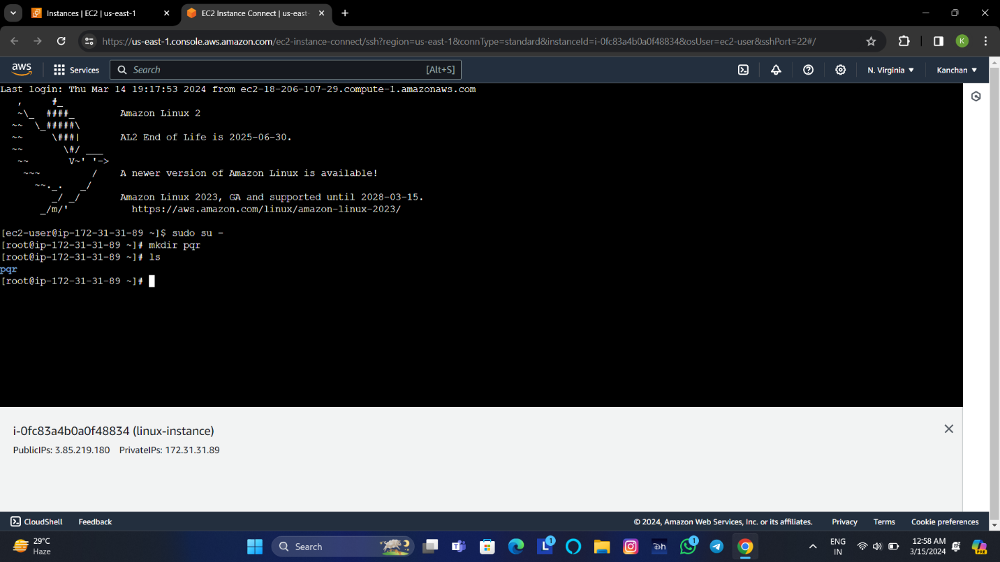 Instances | EC2 | us-east-1
EC2 Instance Connect | us-east-
https://us-east-1.console.aws.amazon.com/ec2-instance-connect/ssh?region=us-east-1&connType=standard&instanceId=i-0fc83a4b0a0f48834&osUser=ec2-user&sshPort=22#/
K
aws
Services
Search
[Alt+S]
N. Virginia
Kanchan
Last login: Thu Mar 14 19:17:53 2024 from ec2-18-206-107-29.compute-1.amazonaws.com
   ,     #_
   ~\_  ####_        Amazon Linux 2
  ~~  \_#####\
  ~~     \###|       AL2 End of Life is 2025-06-30.
  ~~       \#/ ___
   ~~       V~' '->
    ~~~         /    A newer version of Amazon Linux is available!
      ~~._.   _/
         _/ _/       Amazon Linux 2023, GA and supported until 2028-03-15.
       _/m/'           https://aws.amazon.com/linux/amazon-linux-2023/
[ec2-user@ip-172-31-31-89 ~]$ sudo su -
[root@ip-172-31-31-89 ~]# mkdir pqr
[root@ip-172-31-31-89 ~]# ls
pqr
[root@ip-172-31-31-89 ~]#
i-0fc83a4b0a0f48834 (linux-instance)
PublicIPs: 3.85.219.180 PrivateIPs: 172.31.31.89
CloudShell
Feedback
© 2024, Amazon Web Services, Inc. or its affiliates.
Privacy
Terms
Cookie preferences
29°C
Haze
Search
L
1
Dh
1
ENG
IN
12:58 AM
3/15/2024
PRE